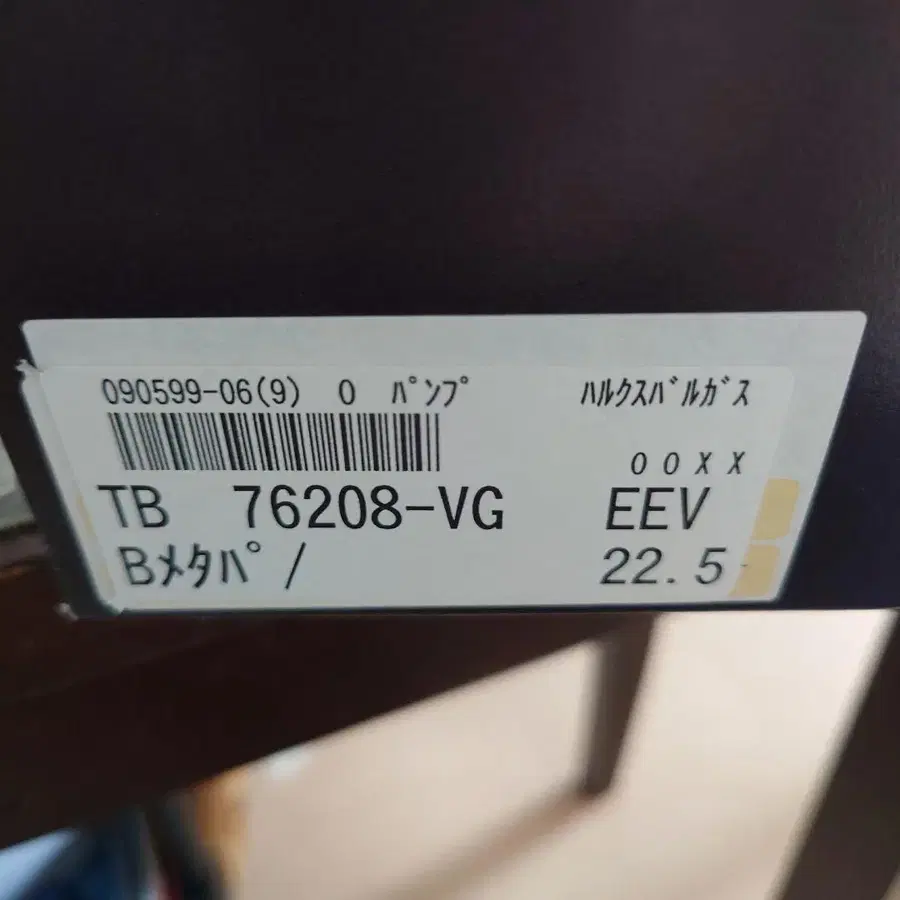 090599-06(9) 0 ﾊﾟﾝﾌﾟ ﾊﾙｸｽﾊﾞﾙｶﾞｽ
00XX
TB 76208-VG EEV
Bﾒﾀﾊﾟ/ 22.5